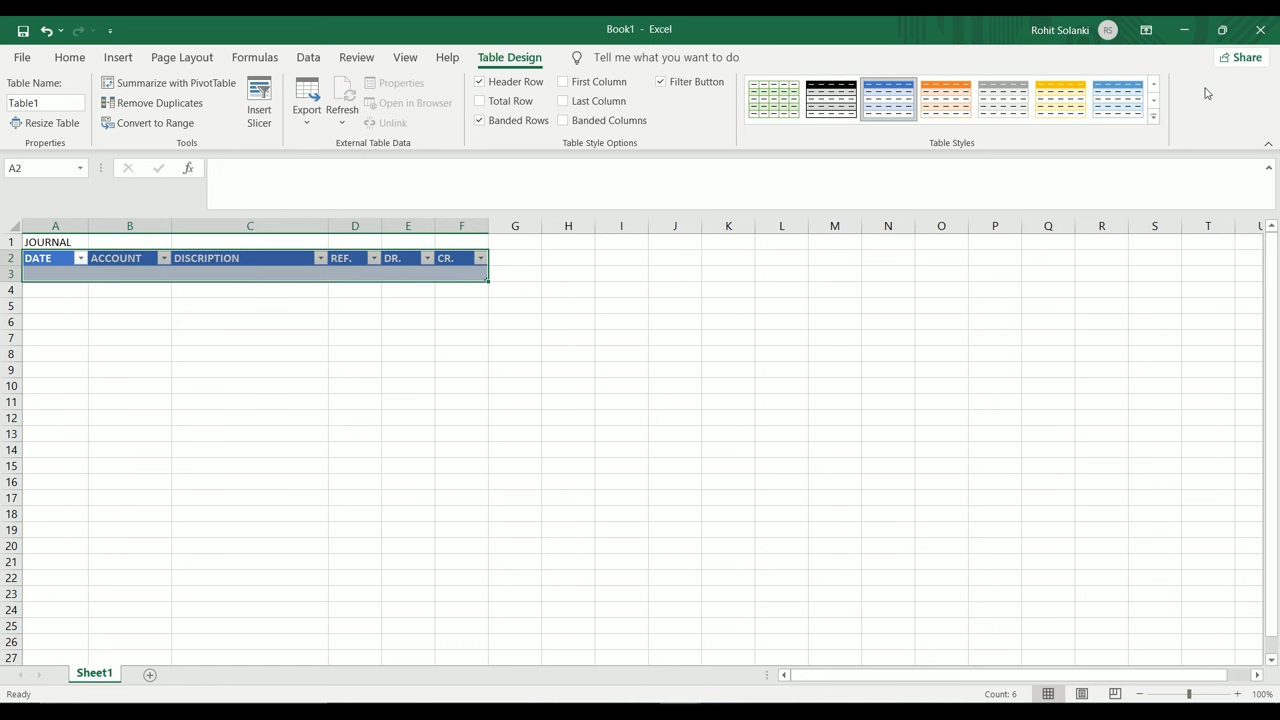 Book1 - Excel
Rohit Solanki RS
File Home Insert Page Layout Formulas Data Review View Help Table Design Tell me what you want to do Share
Table Name:
Table1
Resize Table
Properties
Summarize with PivotTable
Remove Duplicates
Convert to Range
Tools
Insert
Slicer
Export Refresh
Properties
Open in Browser
Unlink
External Table Data
Header Row First Column Filter Button
Total Row Last Column
Banded Rows Banded Columns
Table Style Options
Table Styles
A2 fx
A B C D E F G H I J K L M N O P Q R S T U
1 JOURNAL
2 DATE ACCOUNT DISCRIPTION REF. DR. CR.
3
4
5
6
7
8
9
10
11
12
13
14
15
16
17
18
19
20
21
22
23
24
25
26
27
Sheet1
Ready Count: 6 100%